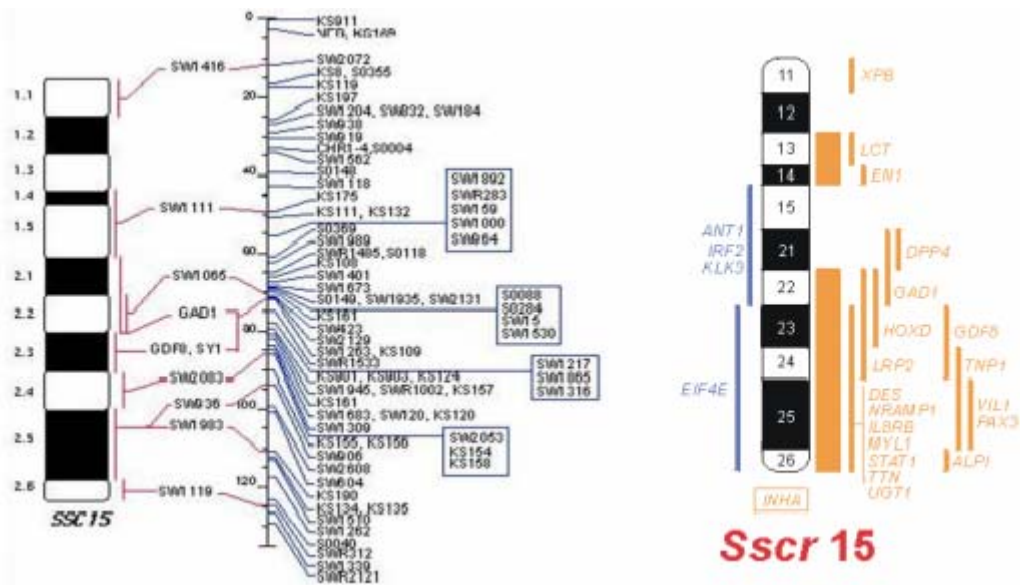 1.1
1.2
1.3
1.4
1.5
2.1
2.2
2.3
2.4
2.5
2.6
SSC15
SW1416
SW1111
SW1065
GAD1
GDF8, SY1
SW2083
SW936
SW1983
SW1119
0
20
40
60
80
100
120
KS911
KS169
SW2072
KS8, S0355
KS119
KS197
SW1204, SW832, SW184
SW938
SW919
CHR1-4, S0004
SW1562
S0148
SW1118
KS175
KS111, KS132
S0369
SW1989
SWR1485, S0118
KS108
SW1401
SW1673
S0149, SW1935, SW2131
KS161
SW423
SW2129
SW1263, KS109
SWR1533
KS901, KS903, KS124
SW1945, SWR1002, KS157
KS161
SW1683, SW120, KS120
SW1309
KS155, KS156
SW906
SW2608
SW604
KS190
KS134, KS135
SW1510
SW1262
S0040
SWR312
SW1339
SWR2121
SW1892
SWR283
SW159
SW1000
SW964
S0088
S0284
SW15
SW1530
SW1217
SW1865
SW1316
SW2053
KS154
KS158
11
12
13
14
15
21
22
23
24
25
26
XPB
LCT
EN1
ANT1
IRF2
KLK3
DPP4
GAD1
HOXD
GDF8
LRP2
TNP1
EIF4E
DES
NRAMP1
IL8RB
MYL1
STAT1
TTN
UGT1
VIL1
PAX3
ALPI
INHA
Sscr 15